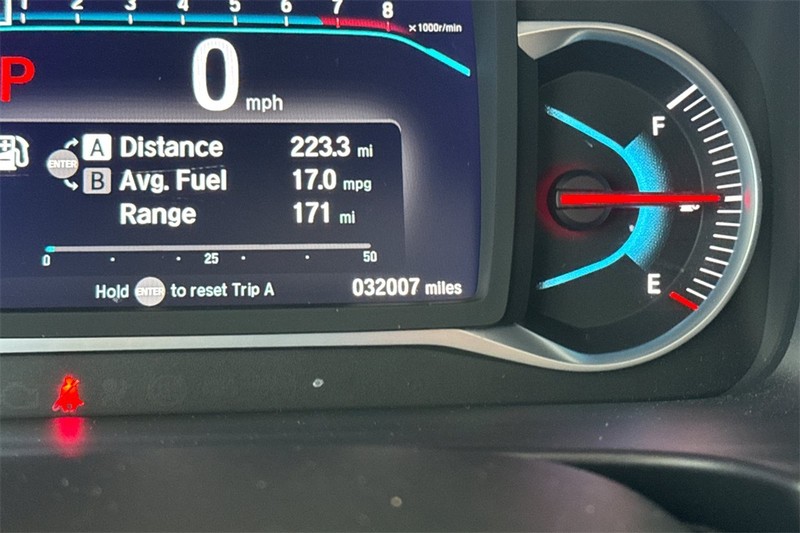 1 2 3 4 5 6 7 8
x1000r/min
P
0 mph
ENTER A Distance 223.3 mi
B Avg. Fuel 17.0 mpg
Range 171 mi
0 25 50
Hold ENTER to reset Trip A 032007 miles
F
E